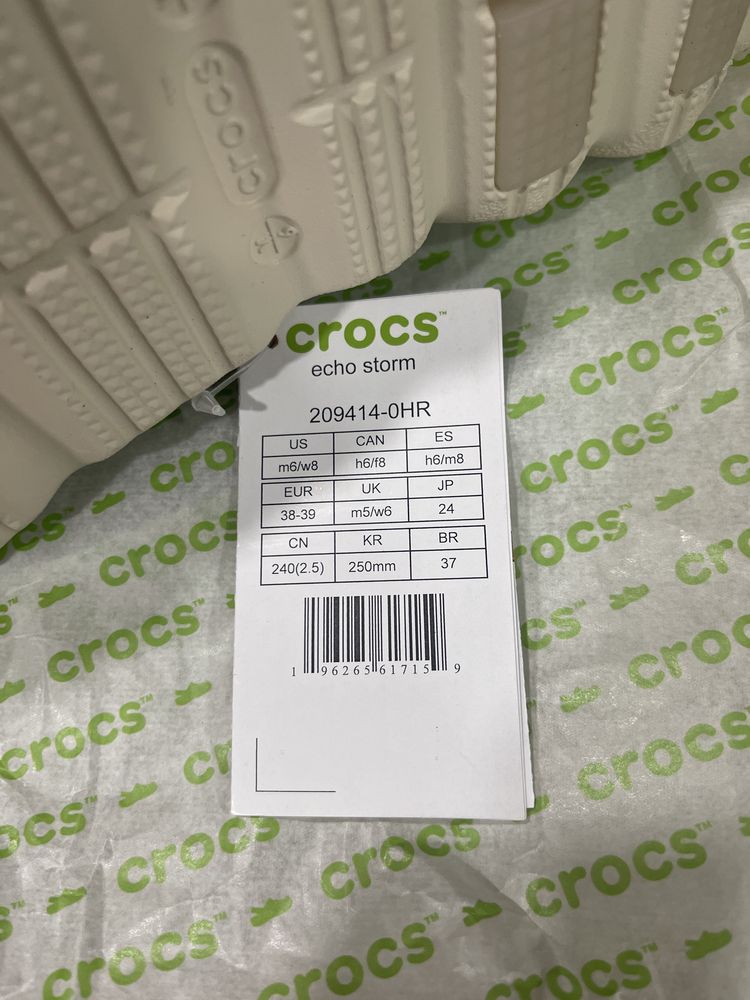 crocs
crocs™
echo storm
209414-0HR
US CAN ES
m6/w8 h6/f8 h6/m8
EUR UK JP
38-39 m5/w6 24
CN KR BR
240(2.5) 250mm 37
1 96265 61715 9
crocs™
crocs™
crocs™
crocs™
crocs™
crocs™
crocs™
crocs™
crocs™
crocs™
crocs™
crocs™